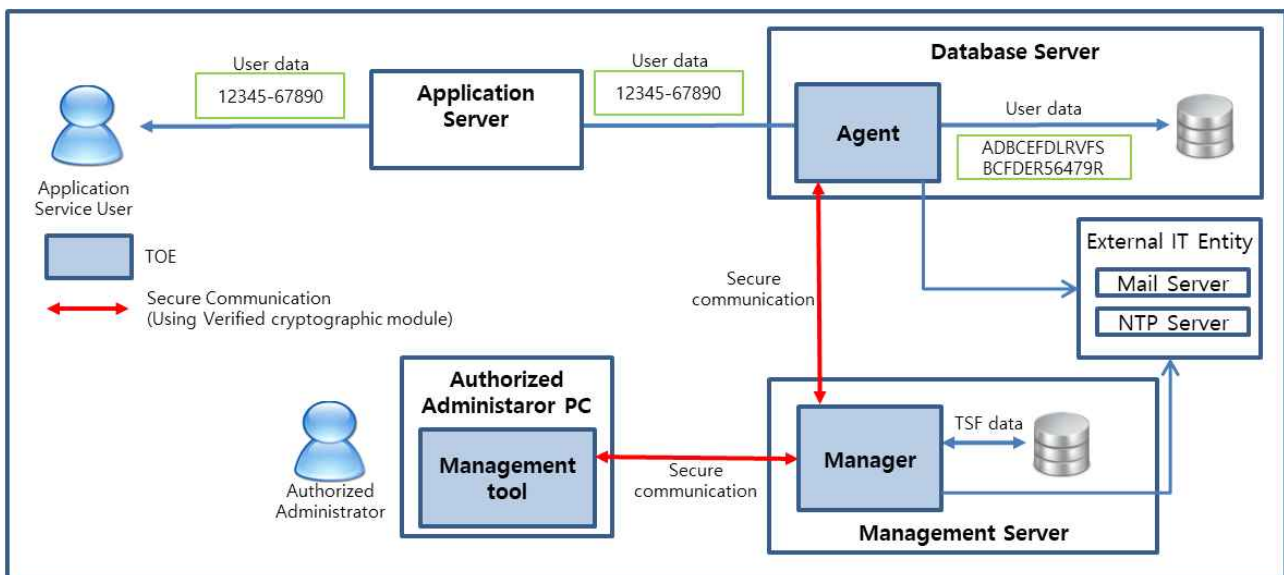 User data
12345-67890
Application
Server
User data
12345-67890
Database Server
Agent
User data
ADBCEFDLRVFS
BCFDER56479R
Application
Service User
TOE
Secure Communication
(Using Verified cryptographic module)
Secure
communication
External IT Entity
Mail Server
NTP Server
Authorized
Administaror PC
Management
tool
Authorized
Administrator
Secure
communication
Manager
TSF data
Management Server